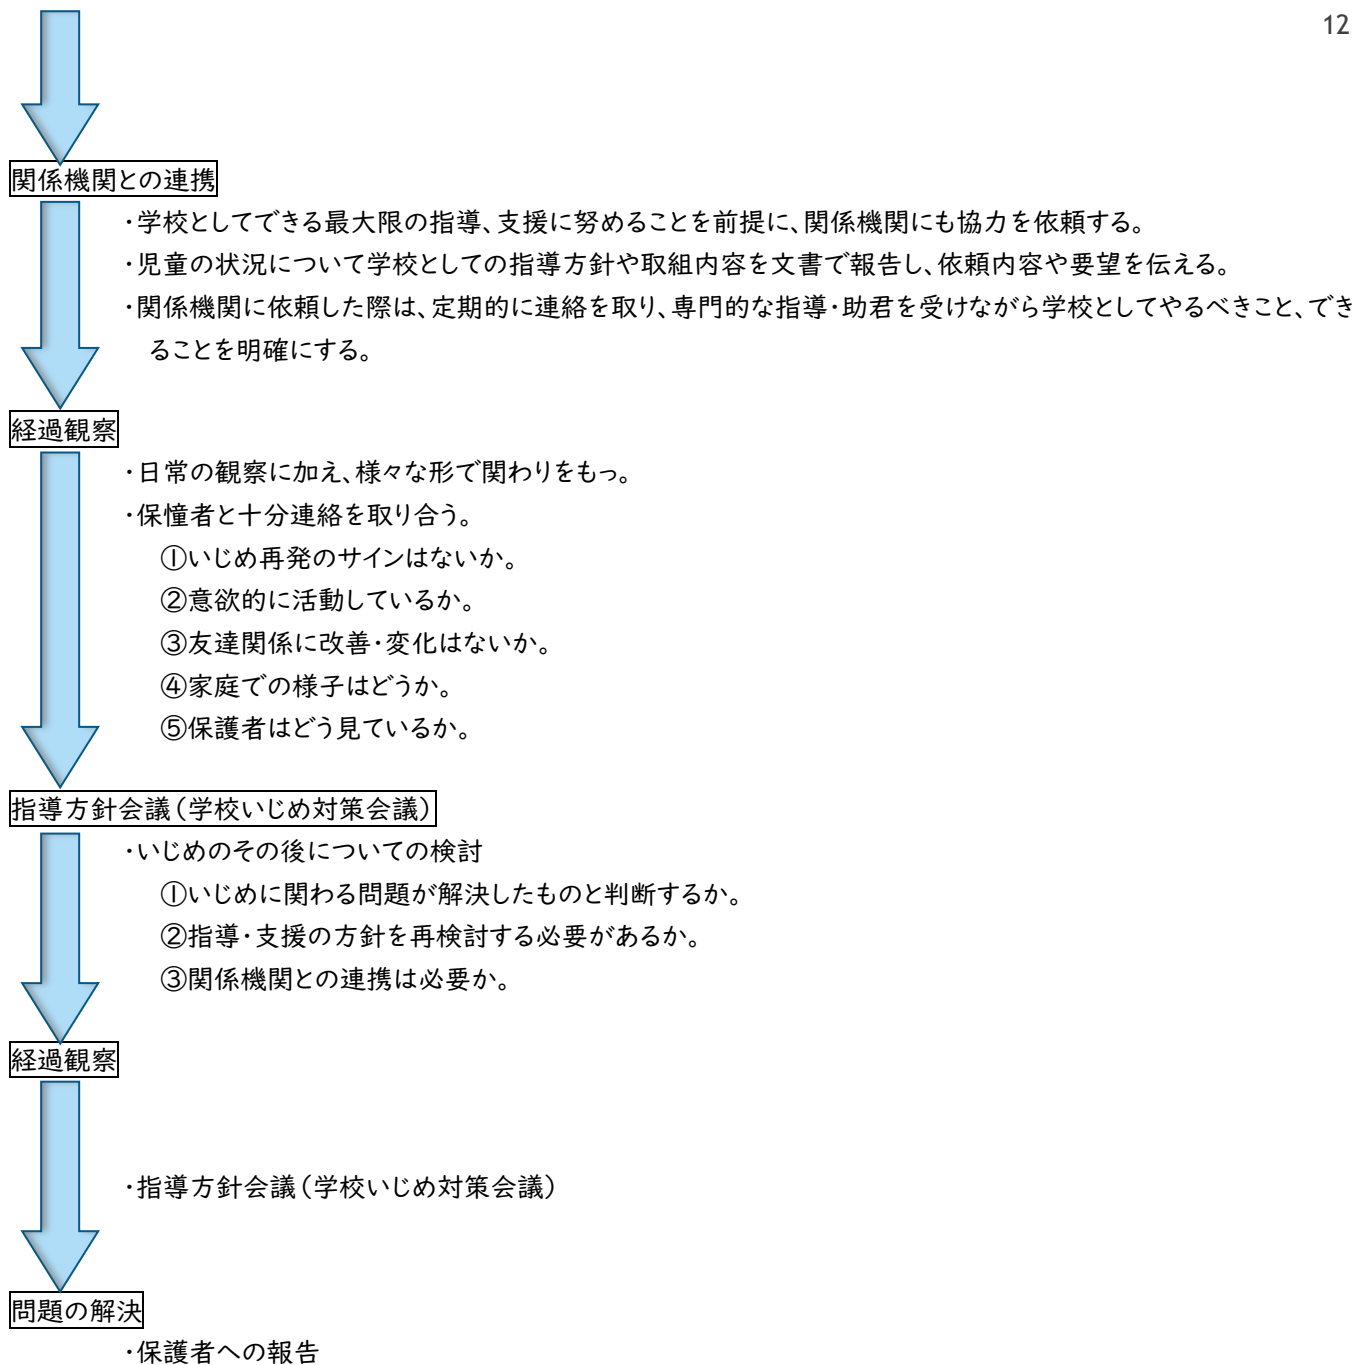 12
関係機関との連携
・学校としてできる最大限の指導、支援に努めることを前提に、関係機関にも協力を依頼する。
・児童の状況について学校としての指導方針や取組内容を文書で報告し、依頼内容や要望を伝える。
・関係機関に依頼した際は、定期的に連絡を取り、専門的な指導・助君を受けながら学校としてやるべきこと、でき
ることを明確にする。
経過観察
・日常の観察に加え、様々な形で関わりをもっ。
・保憧者と十分連絡を取り合う。
①いじめ再発のサインはないか。
②意欲的に活動しているか。
③友達関係に改善・変化はないか。
④家庭での様子はどうか。
⑤保護者はどう見ているか。
指導方針会議(学校いじめ対策会議)
・いじめのその後についての検討
①いじめに関わる問題が解決したものと判断するか。
②指導・支援の方針を再検討する必要があるか。
③関係機関との連携は必要か。
経過観察
・指導方針会議(学校いじめ対策会議)
問題の解決
・保護者への報告